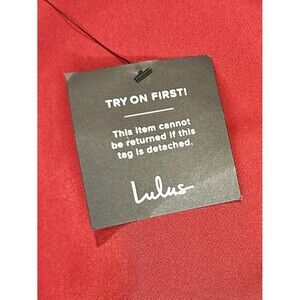 TRY ON FIRST!
This item cannot
be returned if this
tag is detached.
Lulus